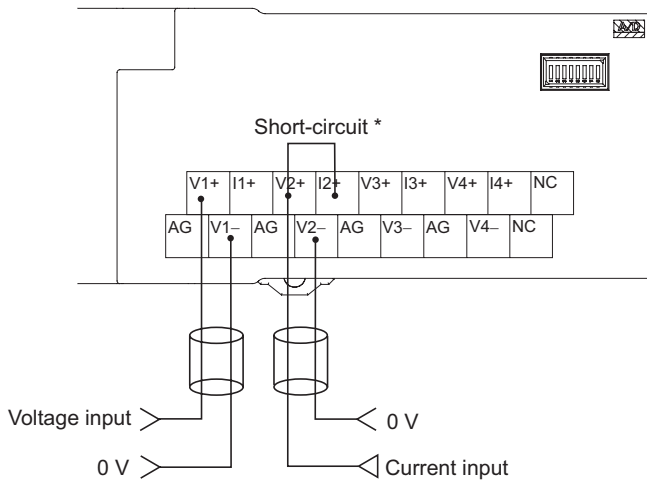 A/D
Short-circuit *
V1+ I1+ V2+ I2+ V3+ I3+ V4+ I4+ NC
AG V1– AG V2– AG V3– AG V4– NC
Voltage input
0 V
0 V
Current input